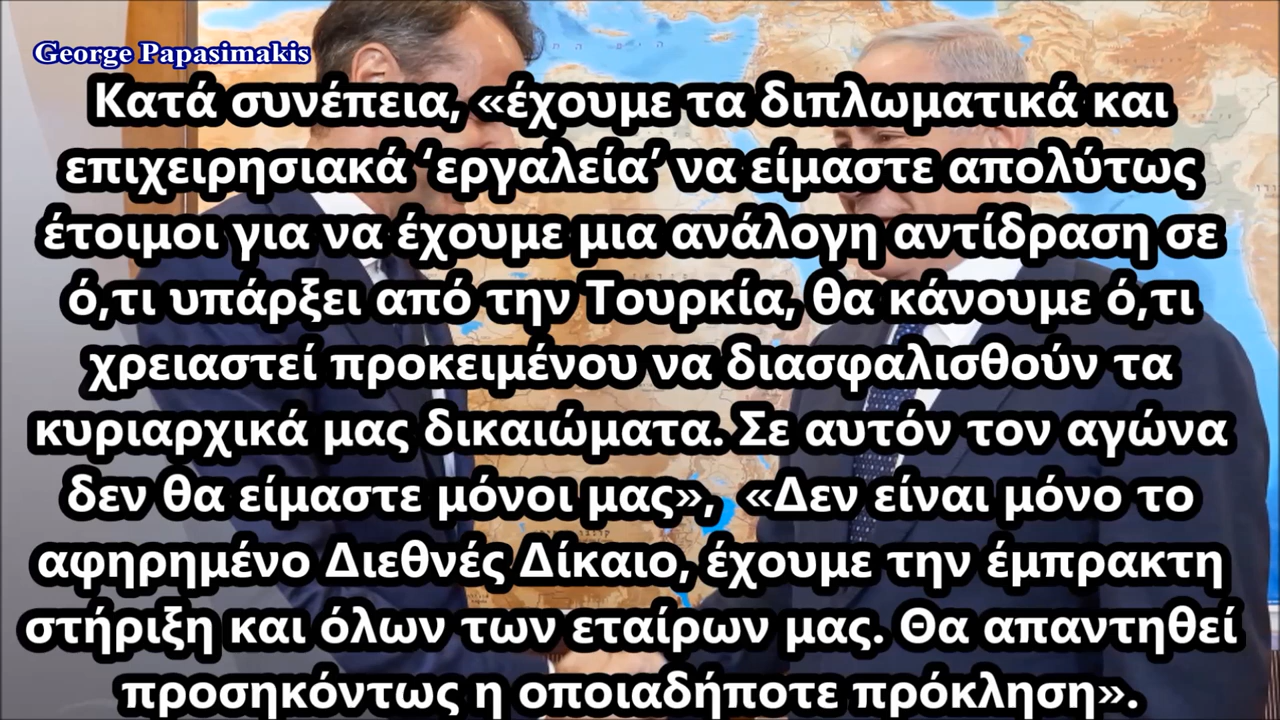 George Papasimakis
Κατά συνέπεια, «έχουμε τα διπλωματικά και
επιχειρησιακά ‘εργαλεία’ να είμαστε απολύτως
έτοιμοι για να έχουμε μια ανάλογη αντίδραση σε
ό,τι υπάρξει από την Τουρκία, θα κάνουμε ό,τι
χρειαστεί προκειμένου να διασφαλισθούν τα
κυριαρχικά μας δικαιώματα. Σε αυτόν τον αγώνα
δεν θα είμαστε μόνοι μας», «Δεν είναι μόνο το
αφηρημένο Διεθνές Δίκαιο, έχουμε την έμπρακτη
στήριξη και όλων των εταίρων μας. Θα απαντηθεί
προσηκόντως η οποιαδήποτε πρόκληση».